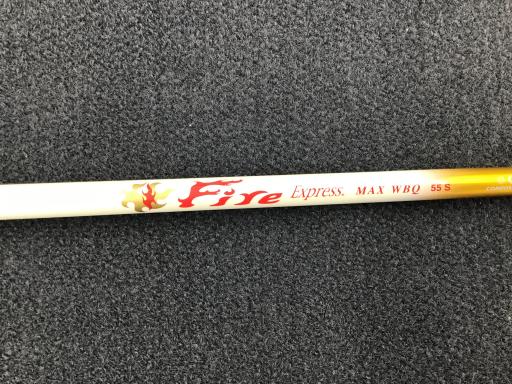 Fire Express. MAX WBQ 55 S